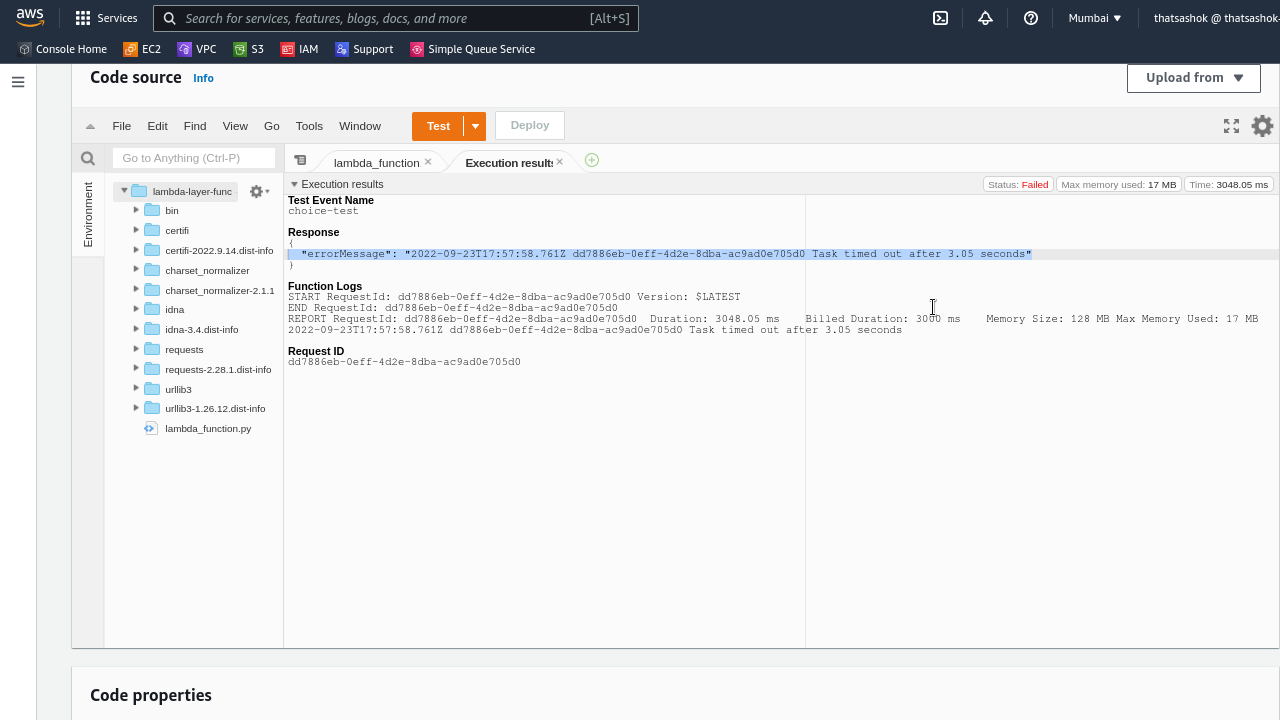 aws
Services
Search for services, features, blogs, docs, and more
[Alt+S]
Mumbai
thatsashok @ thatsashok-
Console Home
EC2
VPC
S3
IAM
Support
Simple Queue Service
Code source
Info
Upload from
File
Edit
Find
View
Go
Tools
Window
Test
Deploy
Go to Anything (Ctrl-P)
lambda_function
Execution results
Environment
Execution results
Status: Failed
Max memory used: 17 MB
Time: 3048.05 ms
lambda-layer-func
bin
certifi
certifi-2022.9.14.dist-info
charset_normalizer
charset_normalizer-2.1.1
idna
idna-3.4.dist-info
requests
requests-2.28.1.dist-info
urllib3
urllib3-1.26.12.dist-info
lambda_function.py
Test Event Name
choice-test
Response
{
"errorMessage": "2022-09-23T17:57:58.761Z dd7886eb-0eff-4d2e-8dba-ac9ad0e705d0 Task timed out after 3.05 seconds"
}
Function Logs
START RequestId: dd7886eb-0eff-4d2e-8dba-ac9ad0e705d0 Version: $LATEST
END RequestId: dd7886eb-0eff-4d2e-8dba-ac9ad0e705d0
REPORT RequestId: dd7886eb-0eff-4d2e-8dba-ac9ad0e705d0 Duration: 3048.05 ms Billed Duration: 3000 ms Memory Size: 128 MB Max Memory Used: 17 MB
2022-09-23T17:57:58.761Z dd7886eb-0eff-4d2e-8dba-ac9ad0e705d0 Task timed out after 3.05 seconds
Request ID
dd7886eb-0eff-4d2e-8dba-ac9ad0e705d0
Code properties